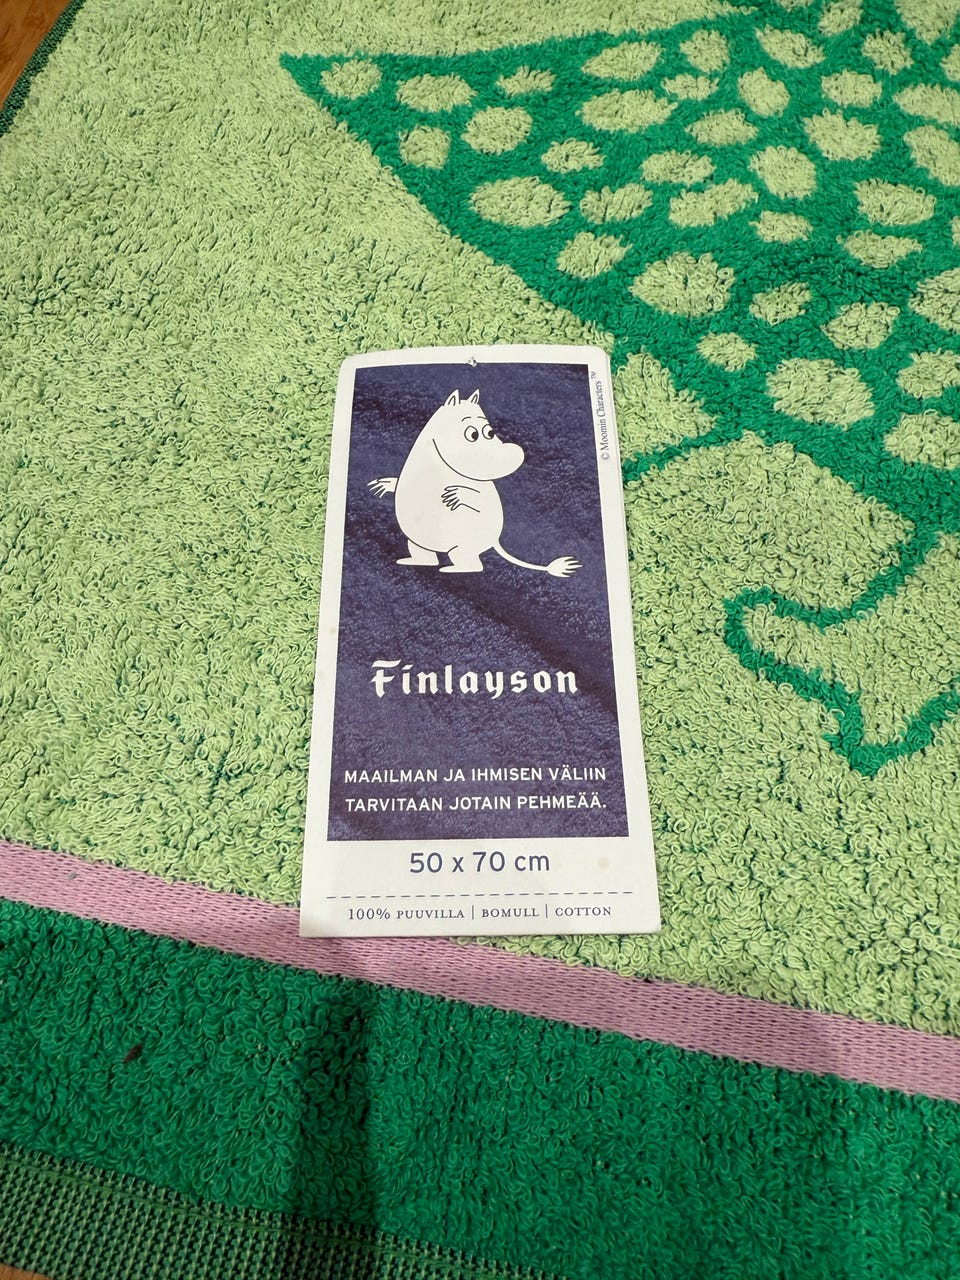 © Moomin Characters™
Finlayson
MAAILMAN JA IHMISEN VÄLIIN
TARVITAAN JOTAIN PEHMEÄÄ.
50 x 70 cm
100% PUUVILLA | BOMULL | COTTON